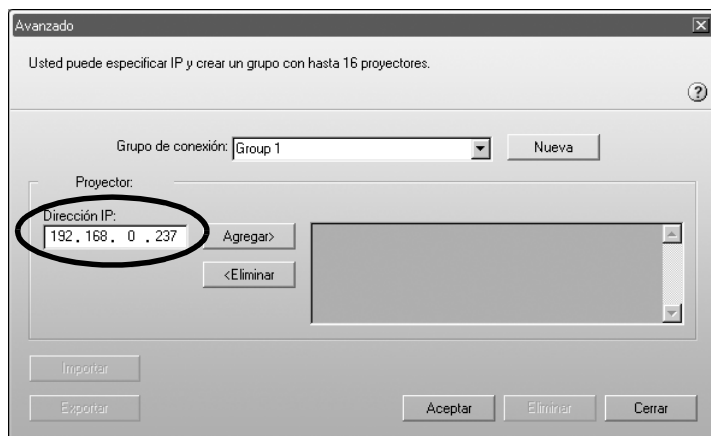 Avanzado
Usted puede especificar IP y crear un grupo con hasta 16 proyectores.
Grupo de conexión: Group 1
Nueva
Proyector:
Dirección IP:
192 . 168 . 0 . 237
Agregar>
<Eliminar
Importar
Exportar
Aceptar
Eliminar
Cerrar